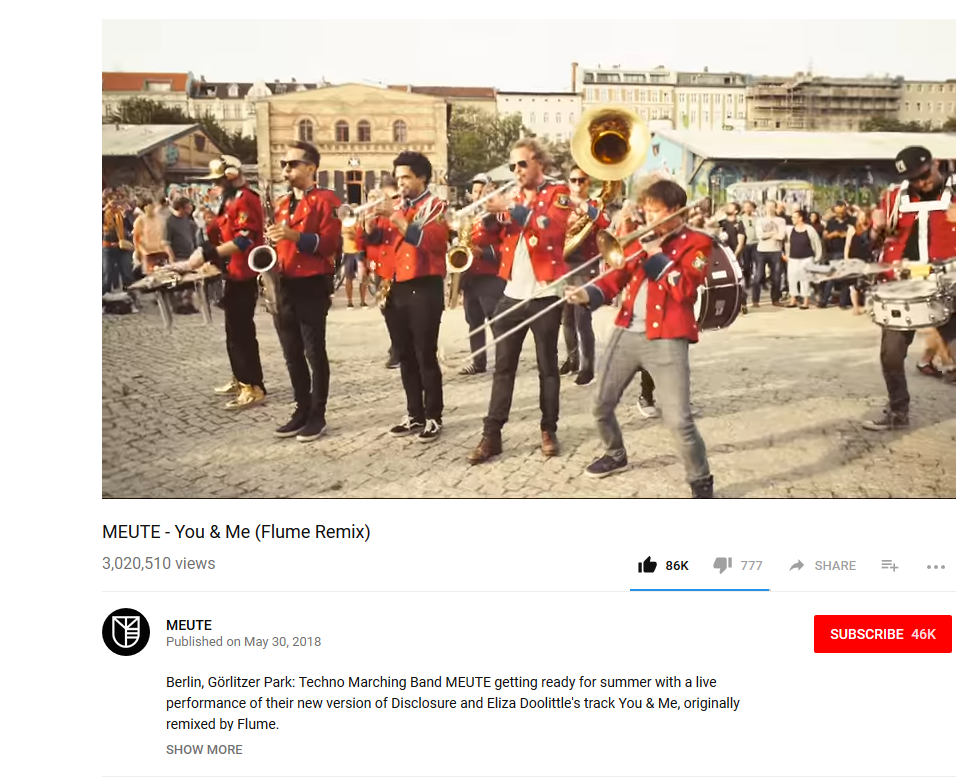 MEUTE - You & Me (Flume Remix)
3,020,510 views
86K 777 SHARE
MEUTE
Published on May 30, 2018
SUBSCRIBE 46K
Berlin, Görlitzer Park: Techno Marching Band MEUTE getting ready for summer with a live
performance of their new version of Disclosure and Eliza Doolittle's track You & Me, originally
remixed by Flume.
SHOW MORE